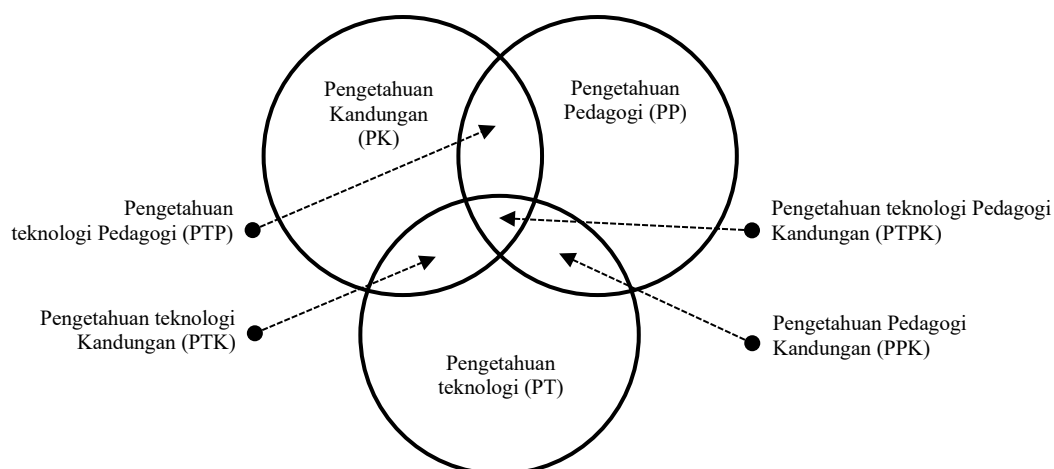 Pengetahuan
Kandungan
(PK)
Pengetahuan
Pedagogi (PP)
Pengetahuan
teknologi Pedagogi (PTP)
Pengetahuan teknologi Pedagogi
Kandungan (PTPK)
Pengetahuan teknologi
Kandungan (PTK)
Pengetahuan Pedagogi
Kandungan (PPK)
Pengetahuan
teknologi (PT)